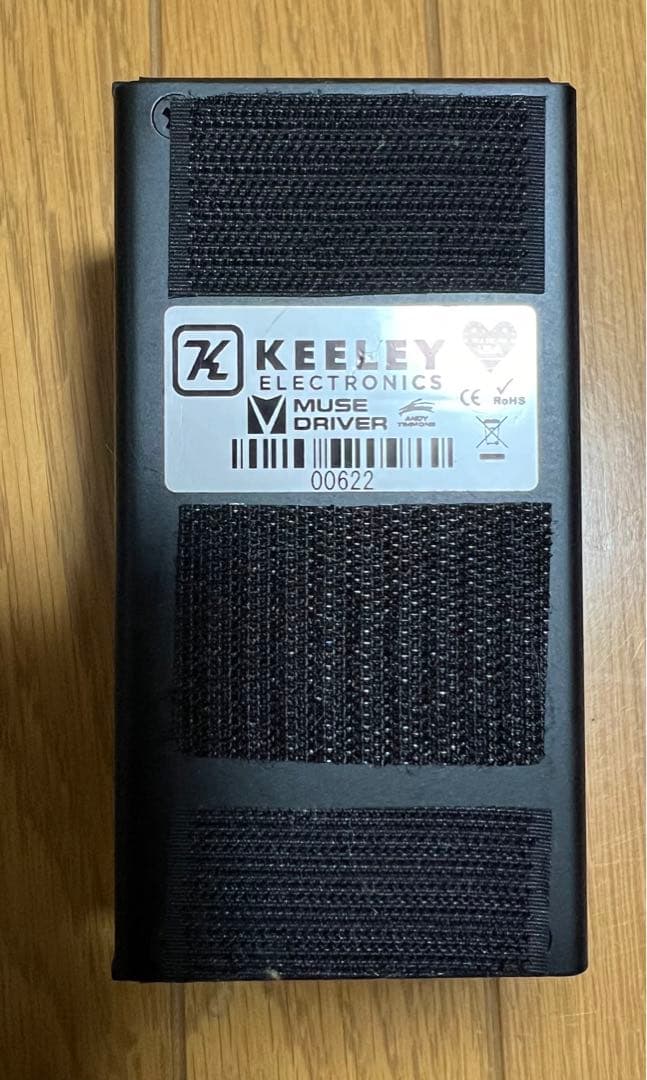 K KEELEY
ELECTRONICS
MUSE
DRIVER
ANDY
TIMMONS
CE RoHS
00622